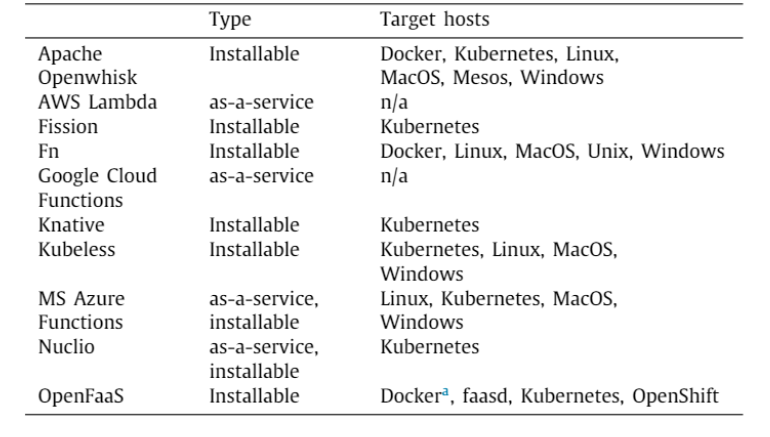 Type Target hosts
Apache Installable Docker, Kubernetes, Linux,
Openwhisk MacOS, Mesos, Windows
AWS Lambda as-a-service n/a
Fission Installable Kubernetes
Fn Installable Docker, Linux, MacOS, Unix, Windows
Google Cloud as-a-service n/a
Functions
Knative Installable Kubernetes
Kubeless Installable Kubernetes, Linux, MacOS,
Windows
MS Azure as-a-service, Linux, Kubernetes, MacOS,
Functions installable Windows
Nuclio as-a-service, Kubernetes
installable
OpenFaaS Installable Dockerᵃ, faasd, Kubernetes, OpenShift